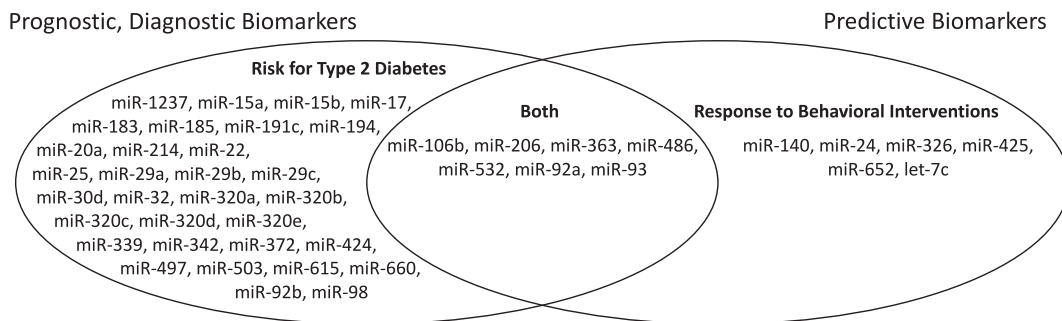 Prognostic, Diagnostic Biomarkers
Predictive Biomarkers
Risk for Type 2 Diabetes
miR-1237, miR-15a, miR-15b, miR-17,
miR-183, miR-185, miR-191c, miR-194,
miR-20a, miR-214, miR-22,
miR-25, miR-29a, miR-29b, miR-29c,
miR-30d, miR-32, miR-320a, miR-320b,
miR-320c, miR-320d, miR-320e,
miR-339, miR-342, miR-372, miR-424,
miR-497, miR-503, miR-615, miR-660,
miR-92b, miR-98
Both
miR-106b, miR-206, miR-363, miR-486,
miR-532, miR-92a, miR-93
Response to Behavioral Interventions
miR-140, miR-24, miR-326, miR-425,
miR-652, let-7c